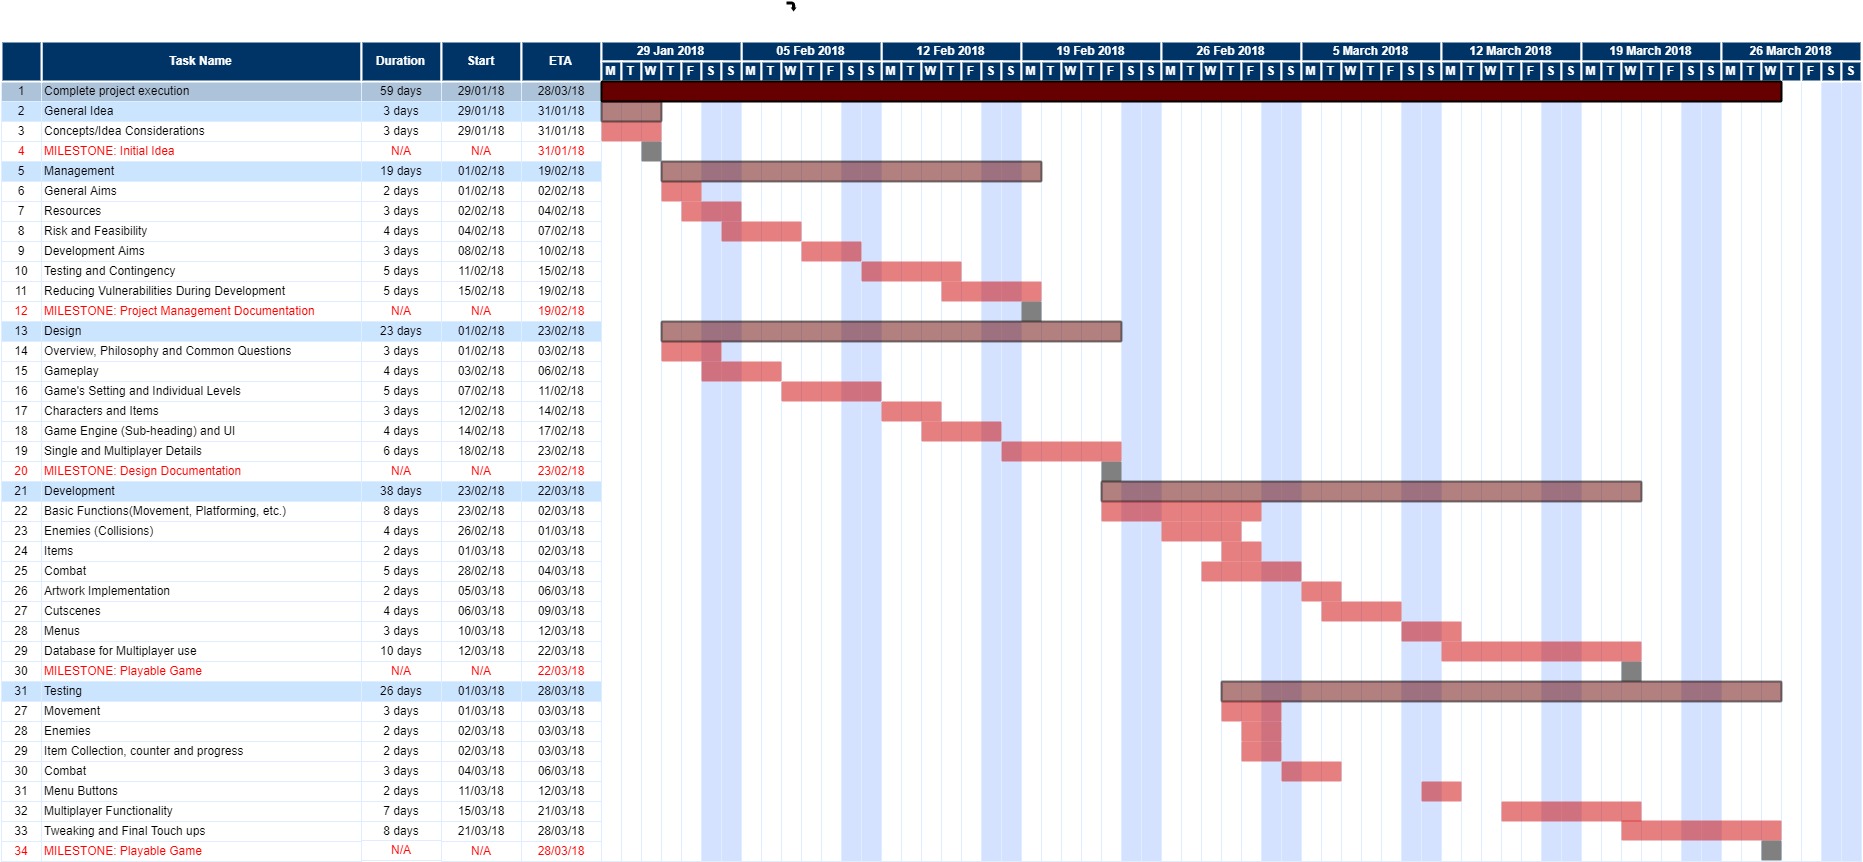 29 Jan 2018 05 Feb 2018 12 Feb 2018 19 Feb 2018 26 Feb 2018 5 March 2018 12 March 2018 19 March 2018 26 March 2018
Task Name Duration Start ETA
M T W T F S S M T W T F S S M T W T F S S M T W T F S S M T W T F S S M T W T F S S M T W T F S S M T W T F S S M T W T F S S
1 Complete project execution 59 days 29/01/18 28/03/18
2 General Idea 3 days 29/01/18 31/01/18
3 Concepts/Idea Considerations 3 days 29/01/18 31/01/18
4 MILESTONE: Initial Idea N/A N/A 31/01/18
5 Management 19 days 01/02/18 19/02/18
6 General Aims 2 days 01/02/18 02/02/18
7 Resources 3 days 02/02/18 04/02/18
8 Risk and Feasibility 4 days 04/02/18 07/02/18
9 Development Aims 3 days 08/02/18 10/02/18
10 Testing and Contingency 5 days 11/02/18 15/02/18
11 Reducing Vulnerabilities During Development 5 days 15/02/18 19/02/18
12 MILESTONE: Project Management Documentation N/A N/A 19/02/18
13 Design 23 days 01/02/18 23/02/18
14 Overview, Philosophy and Common Questions 3 days 01/02/18 03/02/18
15 Gameplay 4 days 03/02/18 06/02/18
16 Game's Setting and Individual Levels 5 days 07/02/18 11/02/18
17 Characters and Items 3 days 12/02/18 14/02/18
18 Game Engine (Sub-heading) and UI 4 days 14/02/18 17/02/18
19 Single and Multiplayer Details 6 days 18/02/18 23/02/18
20 MILESTONE: Design Documentation N/A N/A 23/02/18
21 Development 38 days 23/02/18 22/03/18
22 Basic Functions(Movement, Platforming, etc.) 8 days 23/02/18 02/03/18
23 Enemies (Collisions) 4 days 26/02/18 01/03/18
24 Items 2 days 01/03/18 02/03/18
25 Combat 5 days 28/02/18 04/03/18
26 Artwork Implementation 2 days 05/03/18 06/03/18
27 Cutscenes 4 days 06/03/18 09/03/18
28 Menus 3 days 10/03/18 12/03/18
29 Database for Multiplayer use 10 days 12/03/18 22/03/18
30 MILESTONE: Playable Game N/A N/A 22/03/18
31 Testing 26 days 01/03/18 28/03/18
27 Movement 3 days 01/03/18 03/03/18
28 Enemies 2 days 02/03/18 03/03/18
29 Item Collection, counter and progress 2 days 02/03/18 03/03/18
30 Combat 3 days 04/03/18 06/03/18
31 Menu Buttons 2 days 11/03/18 12/03/18
32 Multiplayer Functionality 7 days 15/03/18 21/03/18
33 Tweaking and Final Touch ups 8 days 21/03/18 28/03/18
34 MILESTONE: Playable Game N/A N/A 28/03/18